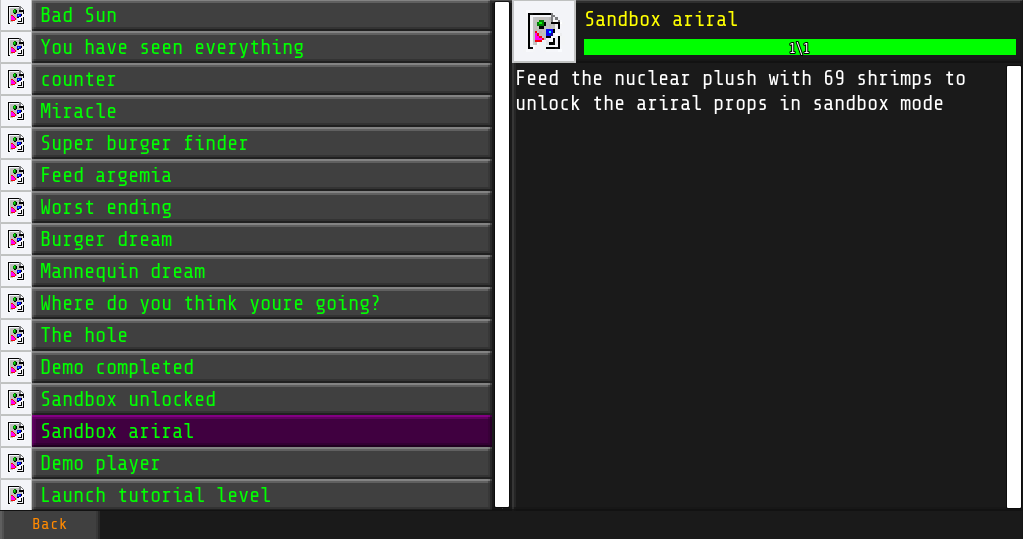 Bad Sun
You have seen everything
counter
Miracle
Super burger finder
Feed argemia
Worst ending
Burger dream
Mannequin dream
Where do you think youre going?
The hole
Demo completed
Sandbox unlocked
Sandbox ariral
Demo player
Launch tutorial level
Back
Sandbox ariral
1\1
Feed the nuclear plush with 69 shrimps to
unlock the ariral props in sandbox mode